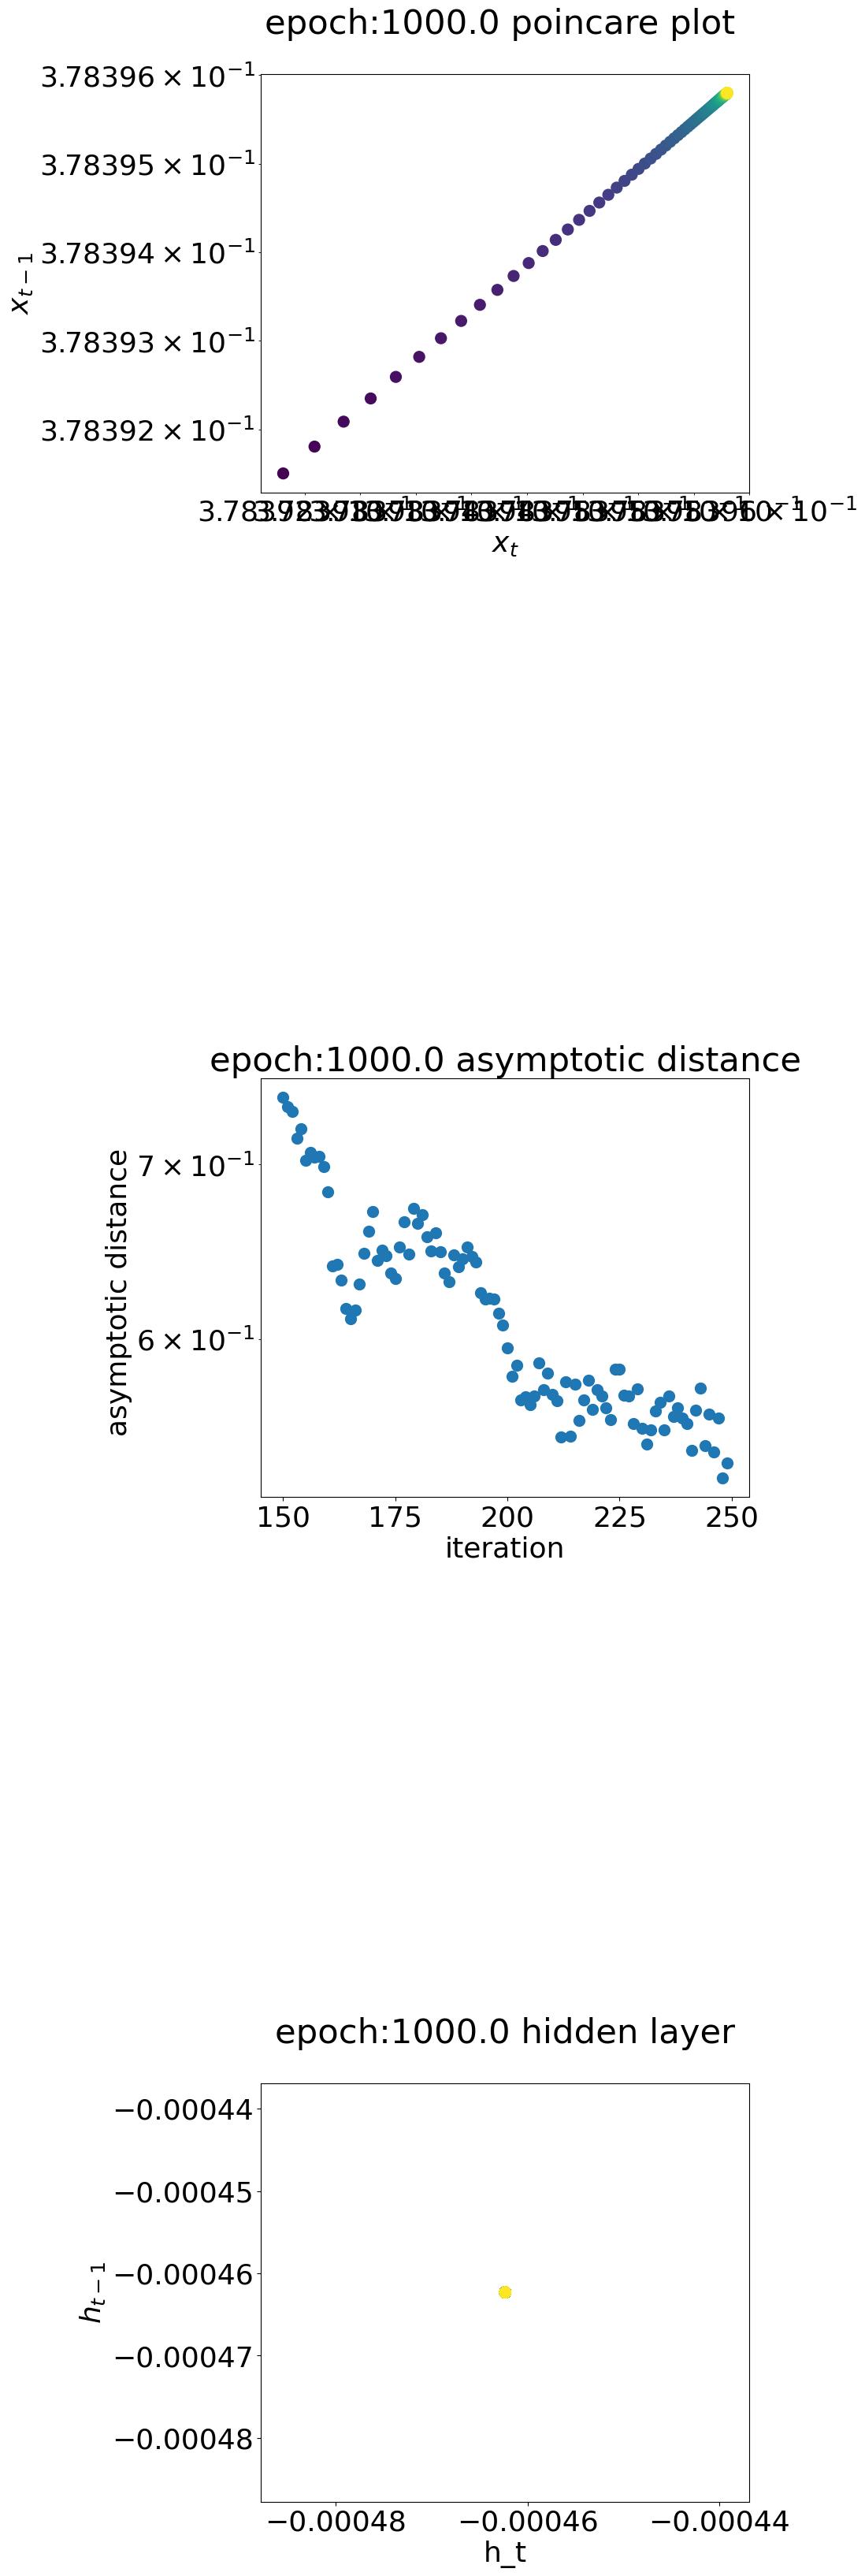 epoch:1000.0 poincare plot
3.78396 × 10⁻¹
3.78395 × 10⁻¹
3.78394 × 10⁻¹
3.78393 × 10⁻¹
3.78392 × 10⁻¹
x_{t−1}
x_t
epoch:1000.0 asymptotic distance
7 × 10⁻¹
6 × 10⁻¹
asymptotic distance
150 175 200 225 250
iteration
epoch:1000.0 hidden layer
−0.00044
−0.00045
−0.00046
−0.00047
−0.00048
h_{t−1}
−0.00048 −0.00046 −0.00044
h_t